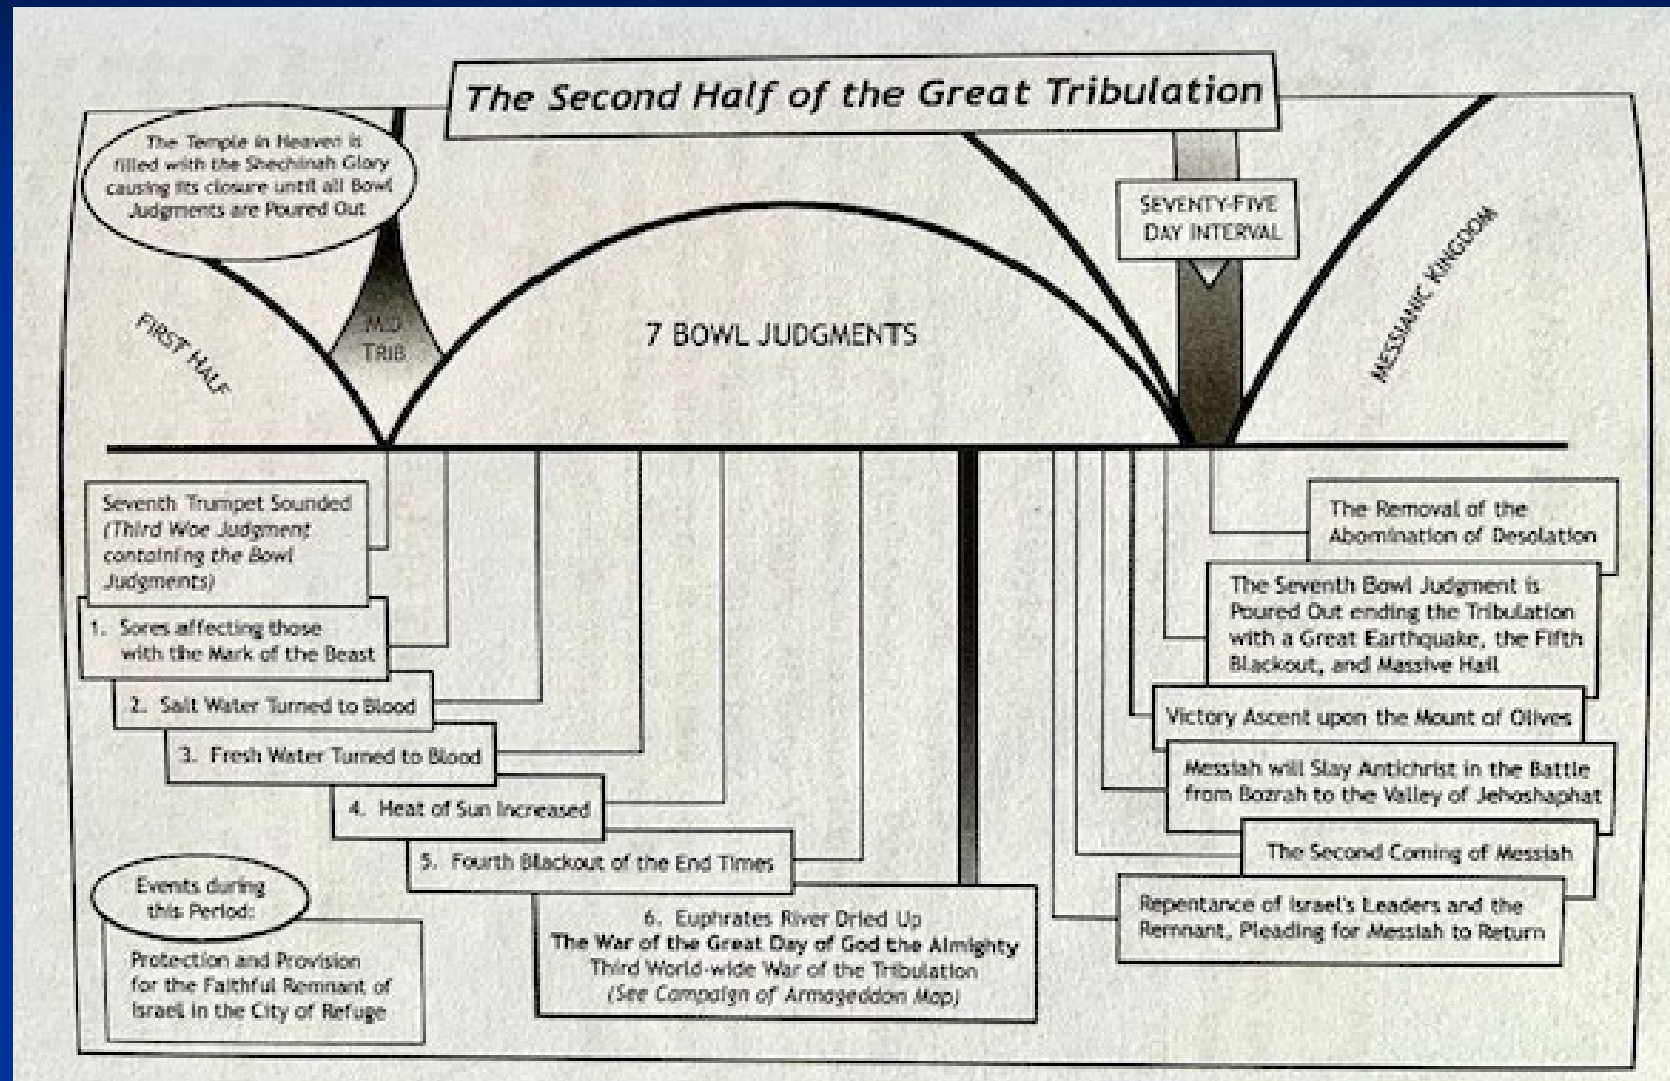 The Second Half of the Great Tribulation
The Temple in Heaven is
filled with the Shechinah Glory
causing its closure until all Bowl
Judgments are Poured Out
SEVENTY-FIVE
DAY INTERVAL
FIRST HALF
MID
TRIB
7 BOWL JUDGMENTS
MESSIANIC KINGDOM
Seventh Trumpet Sounded
(Third Woe Judgment
containing the Bowl
Judgments)
1. Sores affecting those
with the Mark of the Beast
2. Salt Water Turned to Blood
3. Fresh Water Turned to Blood
4. Heat of Sun Increased
5. Fourth Blackout of the End Times
6. Euphrates River Dried Up
The War of the Great Day of God the Almighty
Third World-wide War of the Tribulation
(See Campaign of Armageddon Map)
Events during
this Period:
Protection and Provision
for the Faithful Remnant of
Israel in the City of Refuge
The Removal of the
Abomination of Desolation
The Seventh Bowl Judgment is
Poured Out ending the Tribulation
with a Great Earthquake, the Fifth
Blackout, and Massive Hail
Victory Ascent upon the Mount of Olives
Messiah will Slay Antichrist in the Battle
from Bozrah to the Valley of Jehoshaphat
The Second Coming of Messiah
Repentance of Israel's Leaders and the
Remnant, Pleading for Messiah to Return